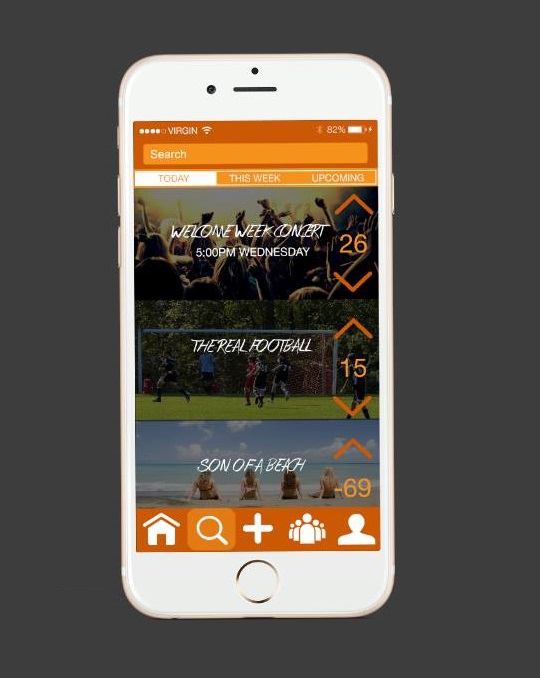 VIRGIN 82%
Search
TODAY THIS WEEK UPCOMING
WELCOME WEEK CONCERT
5:00PM WEDNESDAY
26
THE REAL FOOTBALL
15
SON OF A BEACH
-69